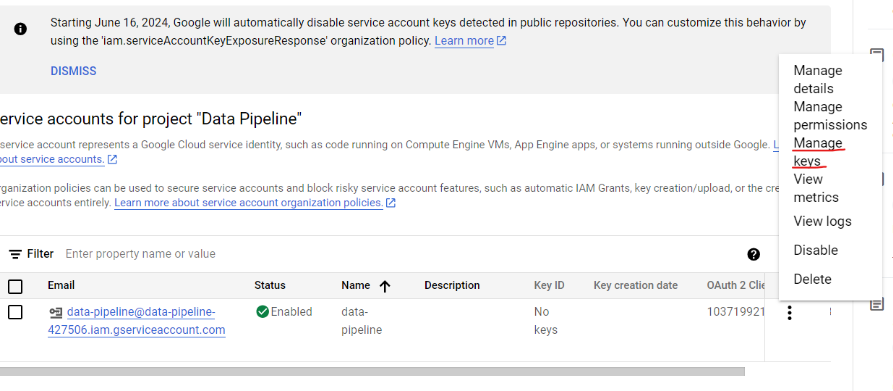 Starting June 16, 2024, Google will automatically disable service account keys detected in public repositories. You can customize this behavior by
using the 'iam.serviceAccountKeyExposureResponse' organization policy. Learn more
DISMISS
ervice accounts for project "Data Pipeline"
service account represents a Google Cloud service identity, such as code running on Compute Engine VMs, App Engine apps, or systems running outside Google. L
bout service accounts.
rganization policies can be used to secure service accounts and block risky service account features, such as automatic IAM Grants, key creation/upload, or the cre
ervice accounts entirely. Learn more about service account organization policies.
Manage
details
Manage
permissions
Manage
keys
View
metrics
View logs
Disable
Delete
Filter Enter property name or value
Email Status Name Description Key ID Key creation date OAuth 2 Clie
data-pipeline@data-pipeline- Enabled data- No 103719921
427506.iam.gserviceaccount.com pipeline keys